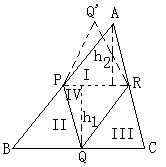 Q' A
h₂
I
P R
IV
h₁
II III
B Q C